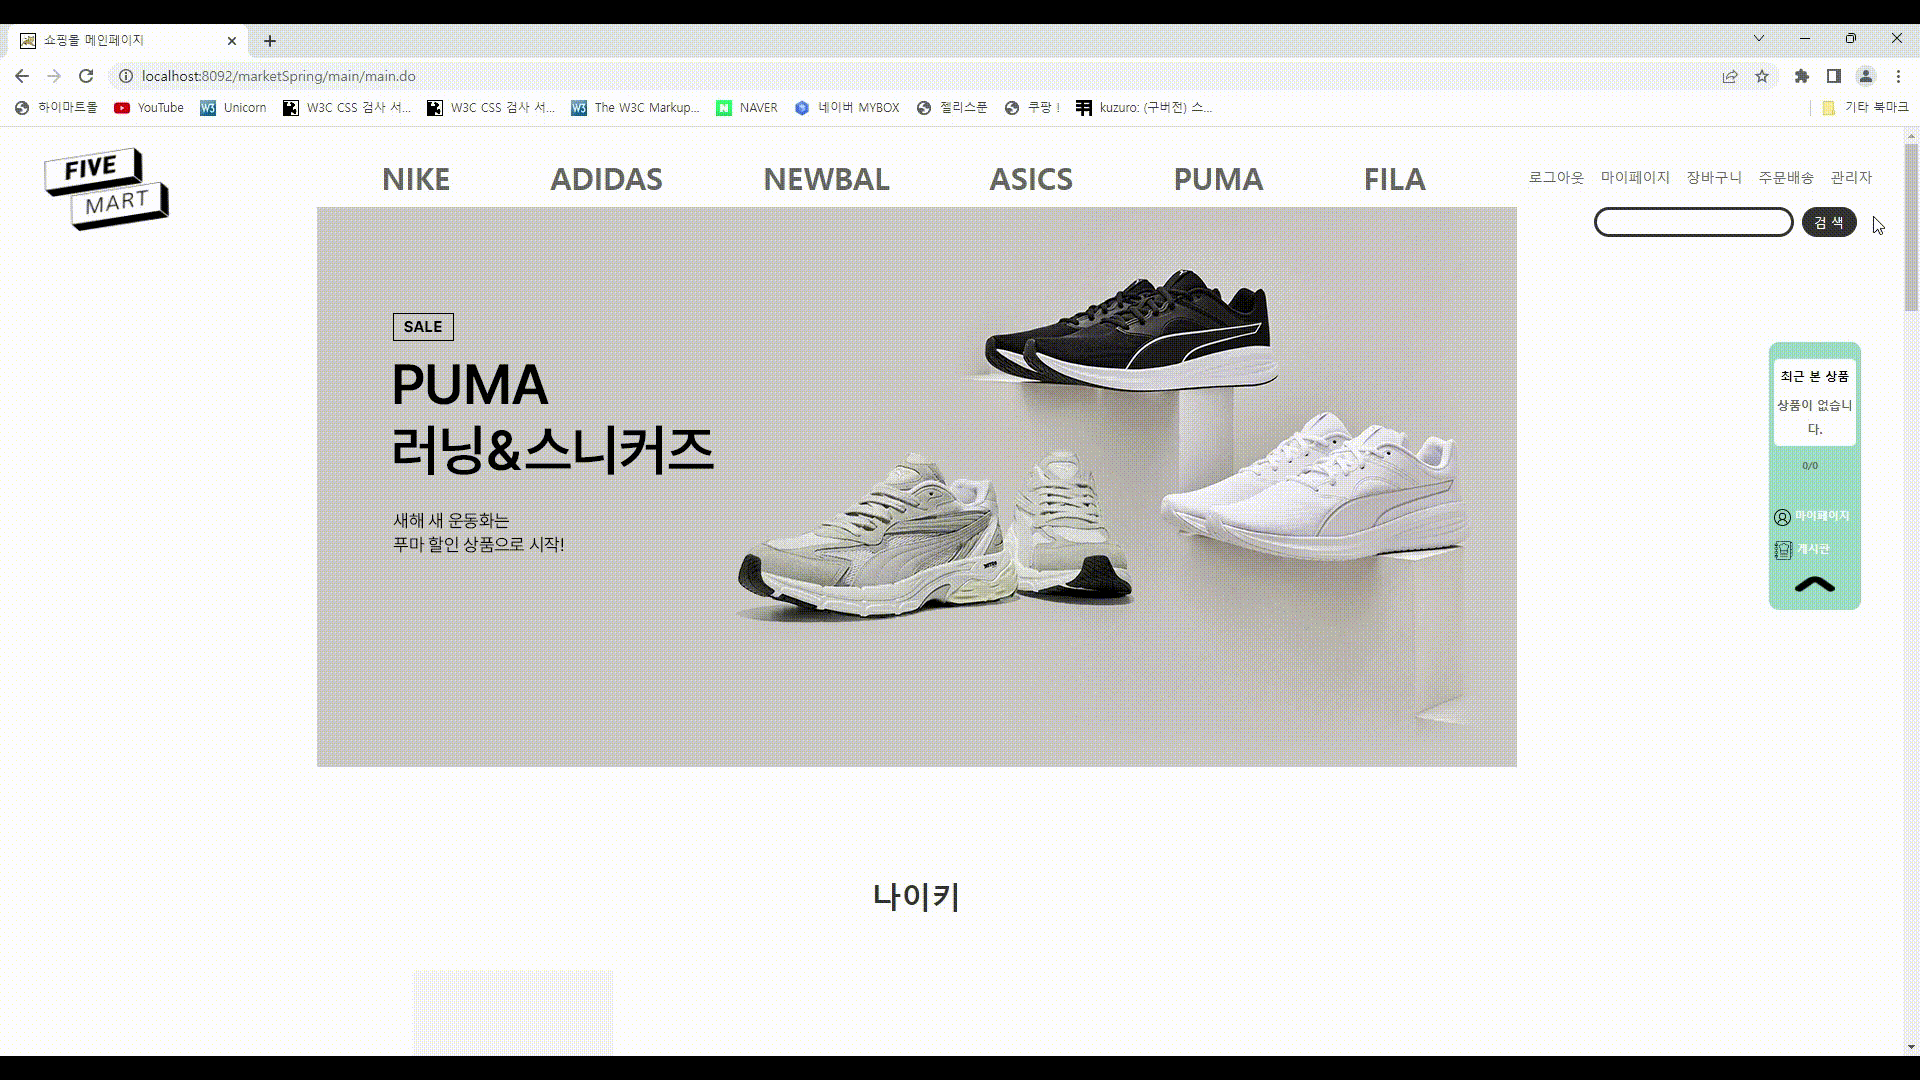 쇼핑몰 메인페이지
localhost:8092/marketSpring/main/main.do
하이마트몰 YouTube Unicorn W3C CSS 검사 서... W3C CSS 검사 서... The W3C Markup... NAVER 네이버 MYBOX 젤리스푼 쿠팡 ! kuzuro: (구버전) 스... 기타 북마크
FIVE
MART
NIKE ADIDAS NEWBAL ASICS PUMA FILA
로그아웃 마이페이지 장바구니 주문배송 관리자
검 색
SALE
PUMA
러닝&스니커즈
새해 새 운동화는
푸마 할인 상품으로 시작!
최근 본 상품
상품이 없습니
다.
0/0
마이페이지
게시판
나이키